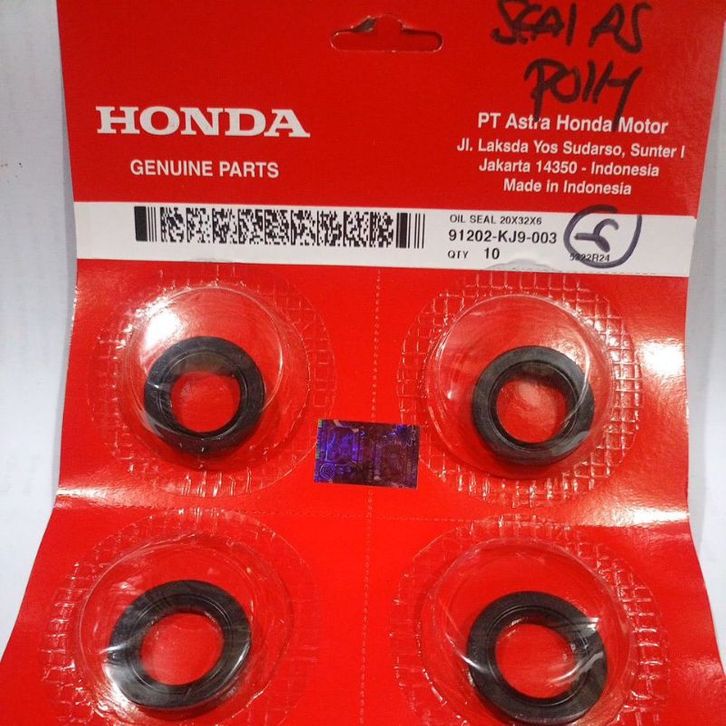 SEAL AS
POLLY
HONDA
GENUINE PARTS
PT Astra Honda Motor
Jl. Laksda Yos Sudarso, Sunter I
Jakarta 14350 - Indonesia
Made in Indonesia
OIL SEAL 20X32X6
91202-KJ9-003
QTY 10